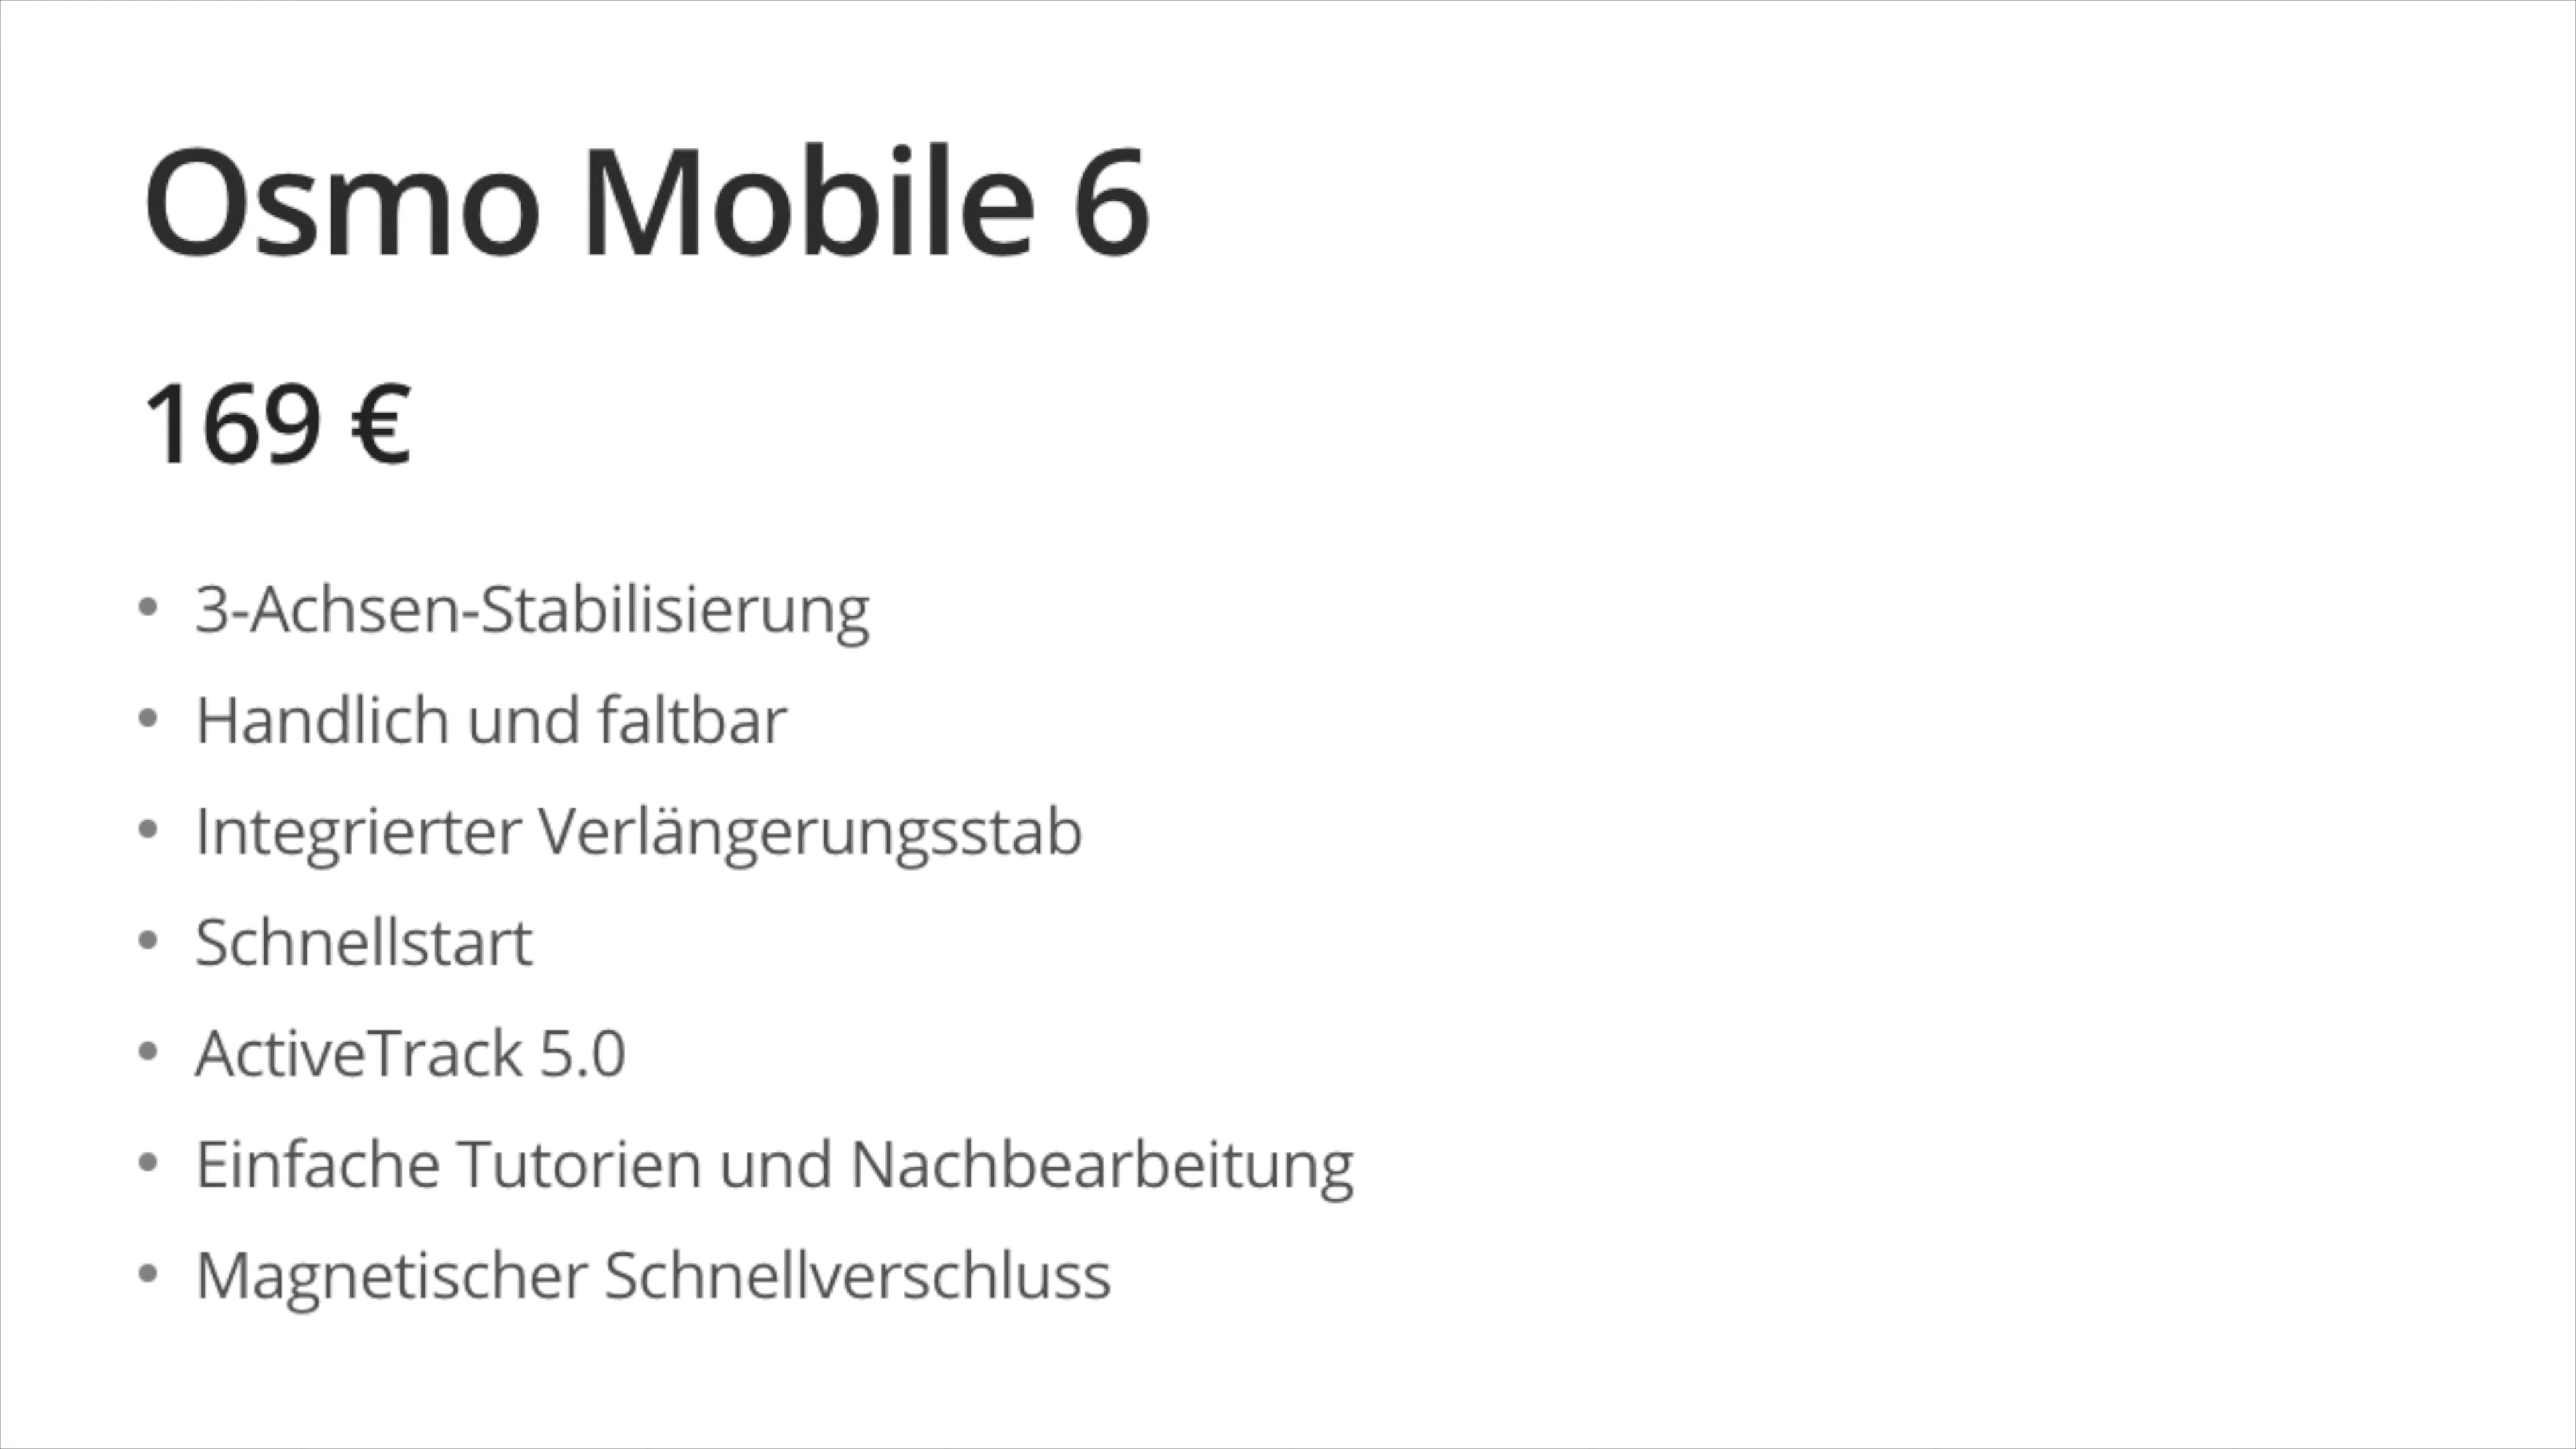 Osmo Mobile 6
169 €
• 3-Achsen-Stabilisierung
• Handlich und faltbar
• Integrierter Verlängerungsstab
• Schnellstart
• ActiveTrack 5.0
• Einfache Tutorien und Nachbearbeitung
• Magnetischer Schnellverschluss